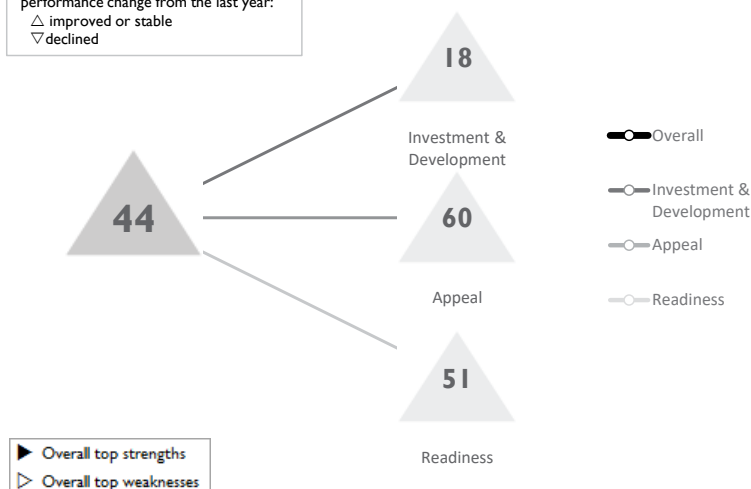 performance change from the last year:
△ improved or stable
▽ declined
18
Investment &
Development
44
60
Appeal
51
Readiness
Overall
Investment &
Development
Appeal
Readiness
▶ Overall top strengths
▷ Overall top weaknesses